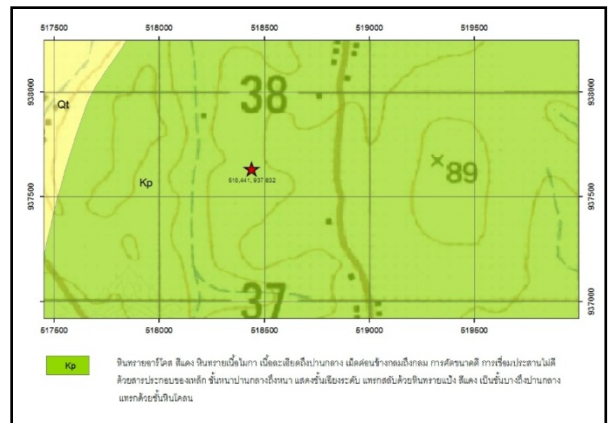 517500 518000 518500 519000 519500
938000 38 938000
Qt
89
Kp
518,441, 937,632
937500 937500
37
937000
517500 518000 518500 519000 519500
Kp
หินทรายอาร์โคส สีแดง หินทรายเนื้อไมกา เนื้อละเอียดถึงปานกลาง เม็ดค่อนข้างกลมถึงกลม การคัดขนาดดี การเชื่อมประสานไม่ดี
ด้วยสารประกอบของเหล็ก ชั้นหนาปานกลางถึงหนา แสดงชั้นเฉียงระดับ แทรกสลับด้วยหินทรายแป้ง สีแดง เป็นชั้นบางถึงปานกลาง
แทรกด้วยชั้นหินโคลน